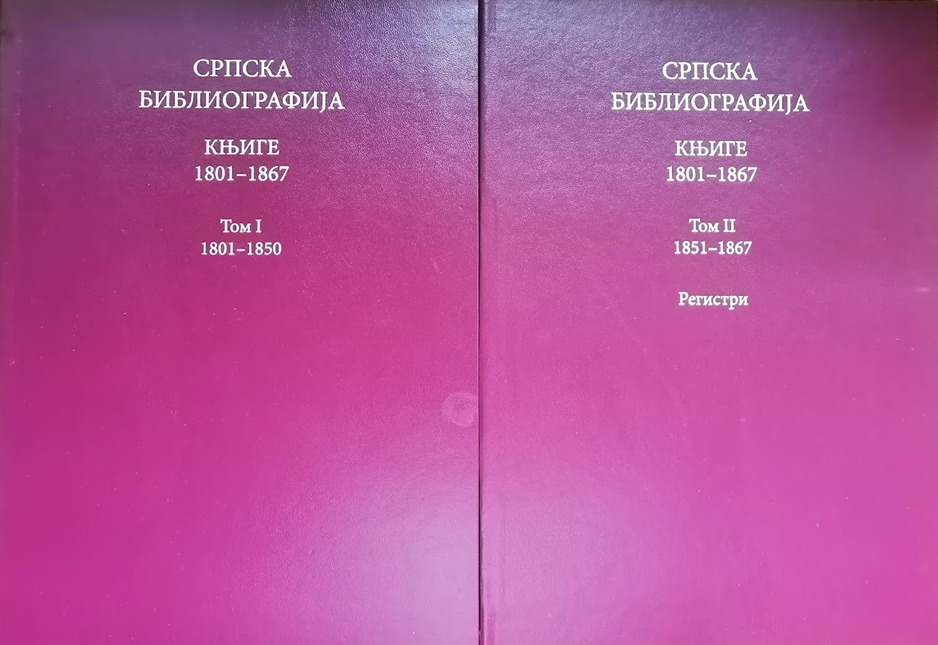 СРПСКА
БИБЛИОГРАФИЈА
КЊИГЕ
1801–1867
Том I
1801–1850
СРПСКА
БИБЛИОГРАФИЈА
КЊИГЕ
1801–1867
Том II
1851–1867
Регистри